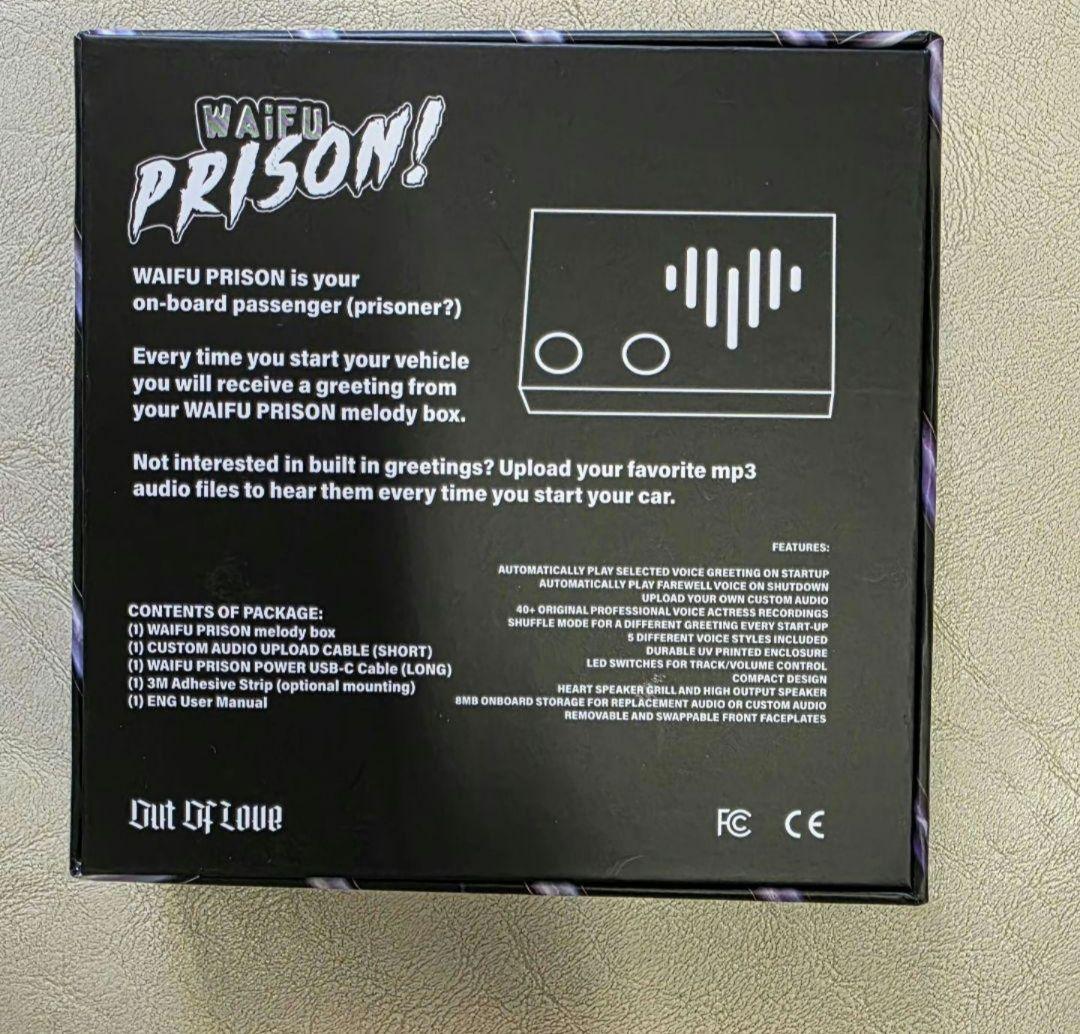 WAiFU
PRISON!
WAIFU PRISON is your
on-board passenger (prisoner?)
Every time you start your vehicle
you will receive a greeting from
your WAIFU PRISON melody box.
Not interested in built in greetings? Upload your favorite mp3
audio files to hear them every time you start your car.
FEATURES:
AUTOMATICALLY PLAY SELECTED VOICE GREETING ON STARTUP
AUTOMATICALLY PLAY FAREWELL VOICE ON SHUTDOWN
UPLOAD YOUR OWN CUSTOM AUDIO
40+ ORIGINAL PROFESSIONAL VOICE ACTRESS RECORDINGS
SHUFFLE MODE FOR A DIFFERENT GREETING EVERY START-UP
5 DIFFERENT VOICE STYLES INCLUDED
DURABLE UV PRINTED ENCLOSURE
LED SWITCHES FOR TRACK/VOLUME CONTROL
COMPACT DESIGN
HEART SPEAKER GRILL AND HIGH OUTPUT SPEAKER
8MB ONBOARD STORAGE FOR REPLACEMENT AUDIO OR CUSTOM AUDIO
REMOVABLE AND SWAPPABLE FRONT FACEPLATES
CONTENTS OF PACKAGE:
(1) WAIFU PRISON melody box
(1) CUSTOM AUDIO UPLOAD CABLE (SHORT)
(1) WAIFU PRISON POWER USB-C Cable (LONG)
(1) 3M Adhesive Strip (optional mounting)
(1) ENG User Manual
Out Of Love
FC CE